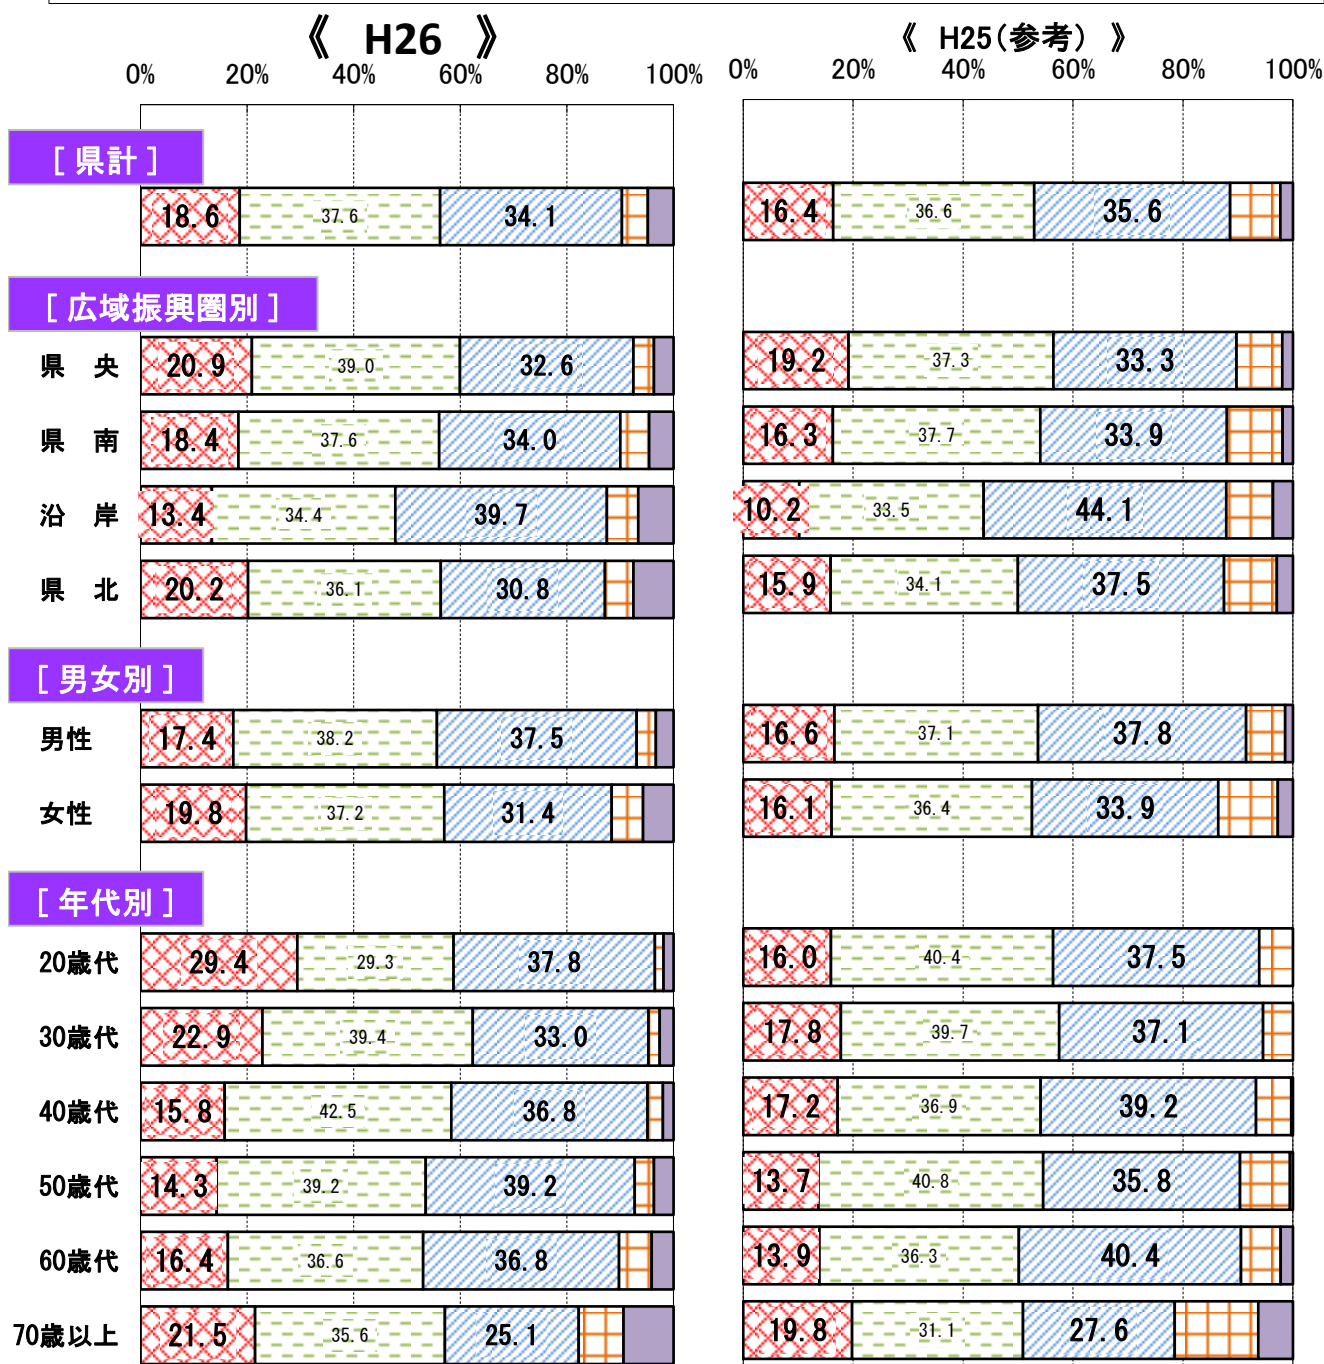 《 H26 》 《 H25(参考) 》
0% 20% 40% 60% 80% 100% 0% 20% 40% 60% 80% 100%
[ 県計 ]
18.6 37.6 34.1 16.4 36.6 35.6
[ 広域振興圏別 ]
県 央 20.9 39.0 32.6 19.2 37.3 33.3
県 南 18.4 37.6 34.0 16.3 37.7 33.9
沿 岸 13.4 34.4 39.7 10.2 33.5 44.1
県 北 20.2 36.1 30.8 15.9 34.1 37.5
[ 男女別 ]
男性 17.4 38.2 37.5 16.6 37.1 37.8
女性 19.8 37.2 31.4 16.1 36.4 33.9
[ 年代別 ]
20歳代 29.4 29.3 37.8 16.0 40.4 37.5
30歳代 22.9 39.4 33.0 17.8 39.7 37.1
40歳代 15.8 42.5 36.8 17.2 36.9 39.2
50歳代 14.3 39.2 39.2 13.7 40.8 35.8
60歳代 16.4 36.6 36.8 13.9 36.3 40.4
70歳以上 21.5 35.6 25.1 19.8 31.1 27.6